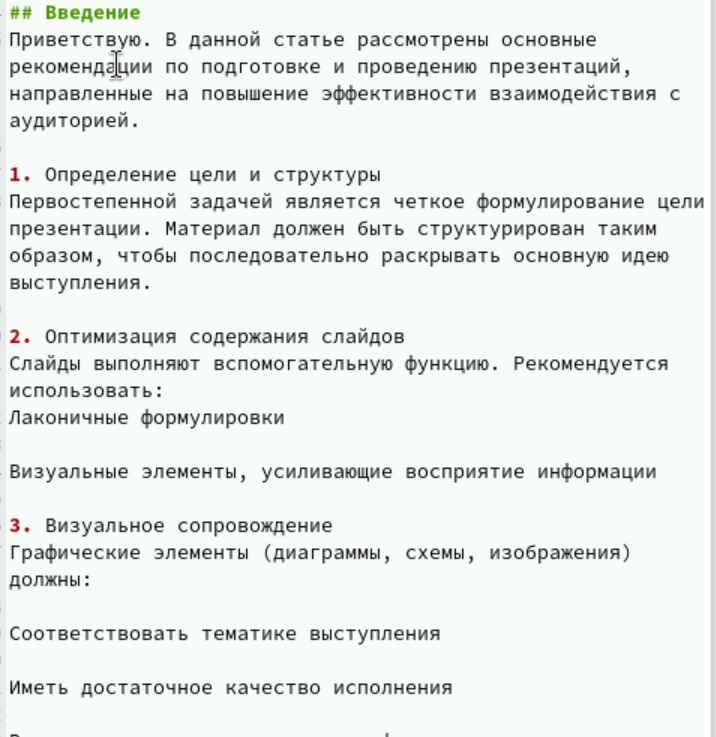 ## Введение
Приветствую. В данной статье рассмотрены основные
рекомендации по подготовке и проведению презентаций,
направленные на повышение эффективности взаимодействия с
аудиторией.
1. Определение цели и структуры
Первостепенной задачей является четкое формулирование цели
презентации. Материал должен быть структурирован таким
образом, чтобы последовательно раскрывать основную идею
выступления.
2. Оптимизация содержания слайдов
Слайды выполняют вспомогательную функцию. Рекомендуется
использовать:
Лаконичные формулировки
Визуальные элементы, усиливающие восприятие информации
3. Визуальное сопровождение
Графические элементы (диаграммы, схемы, изображения)
должны:
Соответствовать тематике выступления
Иметь достаточное качество исполнения